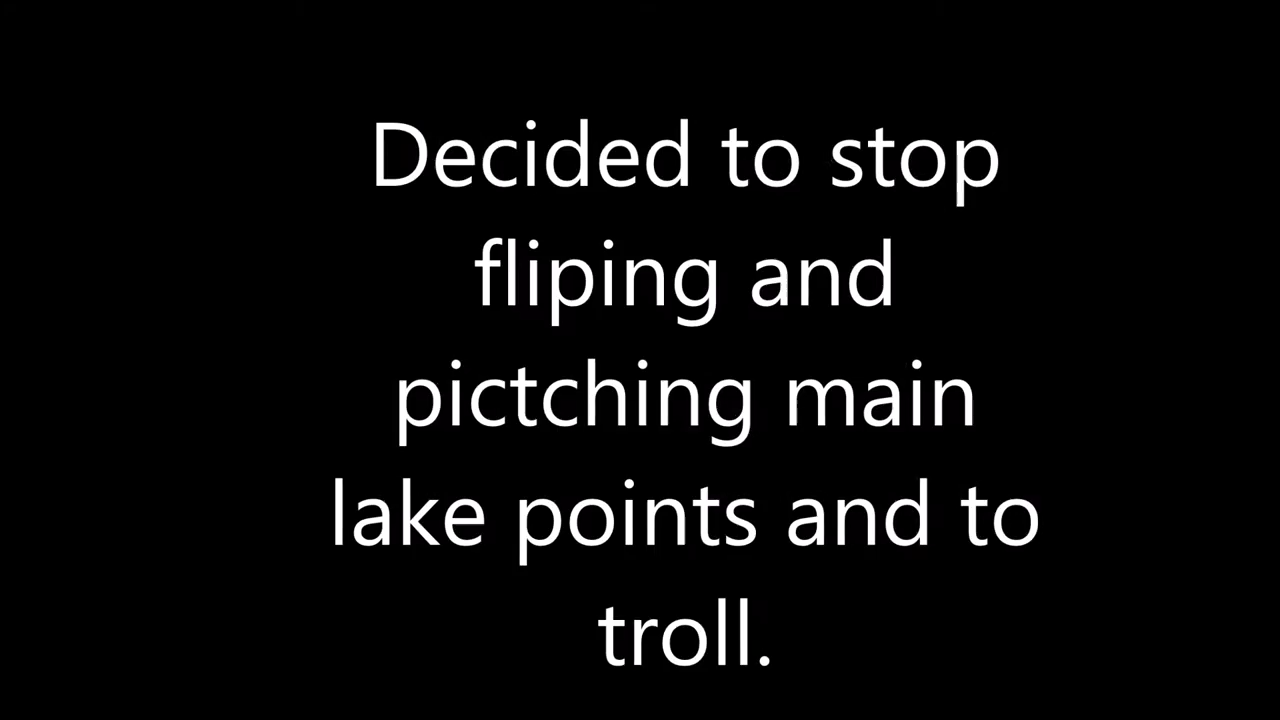 Decided to stop
fliping and
pictching main
lake points and to
troll.